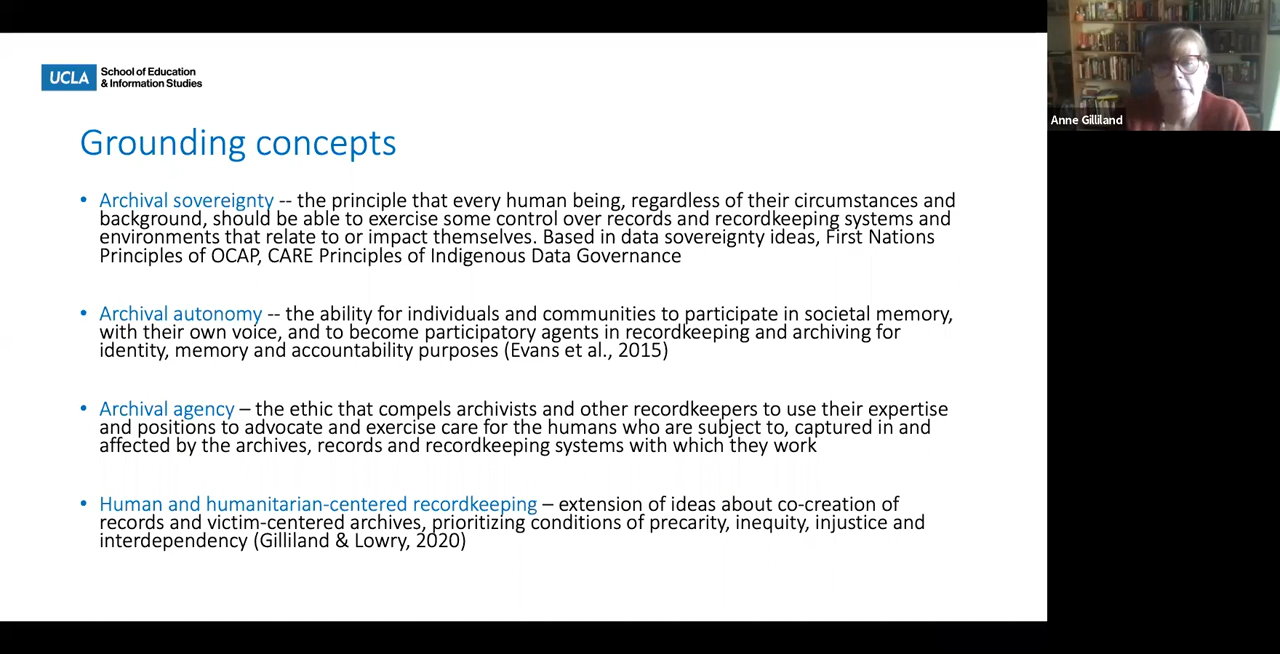 UCLA School of Education
& Information Studies
Anne Gilliland
Grounding concepts
• Archival sovereignty -- the principle that every human being, regardless of their circumstances and
background, should be able to exercise some control over records and recordkeeping systems and
environments that relate to or impact themselves. Based in data sovereignty ideas, First Nations
Principles of OCAP, CARE Principles of Indigenous Data Governance
• Archival autonomy -- the ability for individuals and communities to participate in societal memory,
with their own voice, and to become participatory agents in recordkeeping and archiving for
identity, memory and accountability purposes (Evans et al., 2015)
• Archival agency – the ethic that compels archivists and other recordkeepers to use their expertise
and positions to advocate and exercise care for the humans who are subject to, captured in and
affected by the archives, records and recordkeeping systems with which they work
• Human and humanitarian-centered recordkeeping – extension of ideas about co-creation of
records and victim-centered archives, prioritizing conditions of precarity, inequity, injustice and
interdependency (Gilliland & Lowry, 2020)